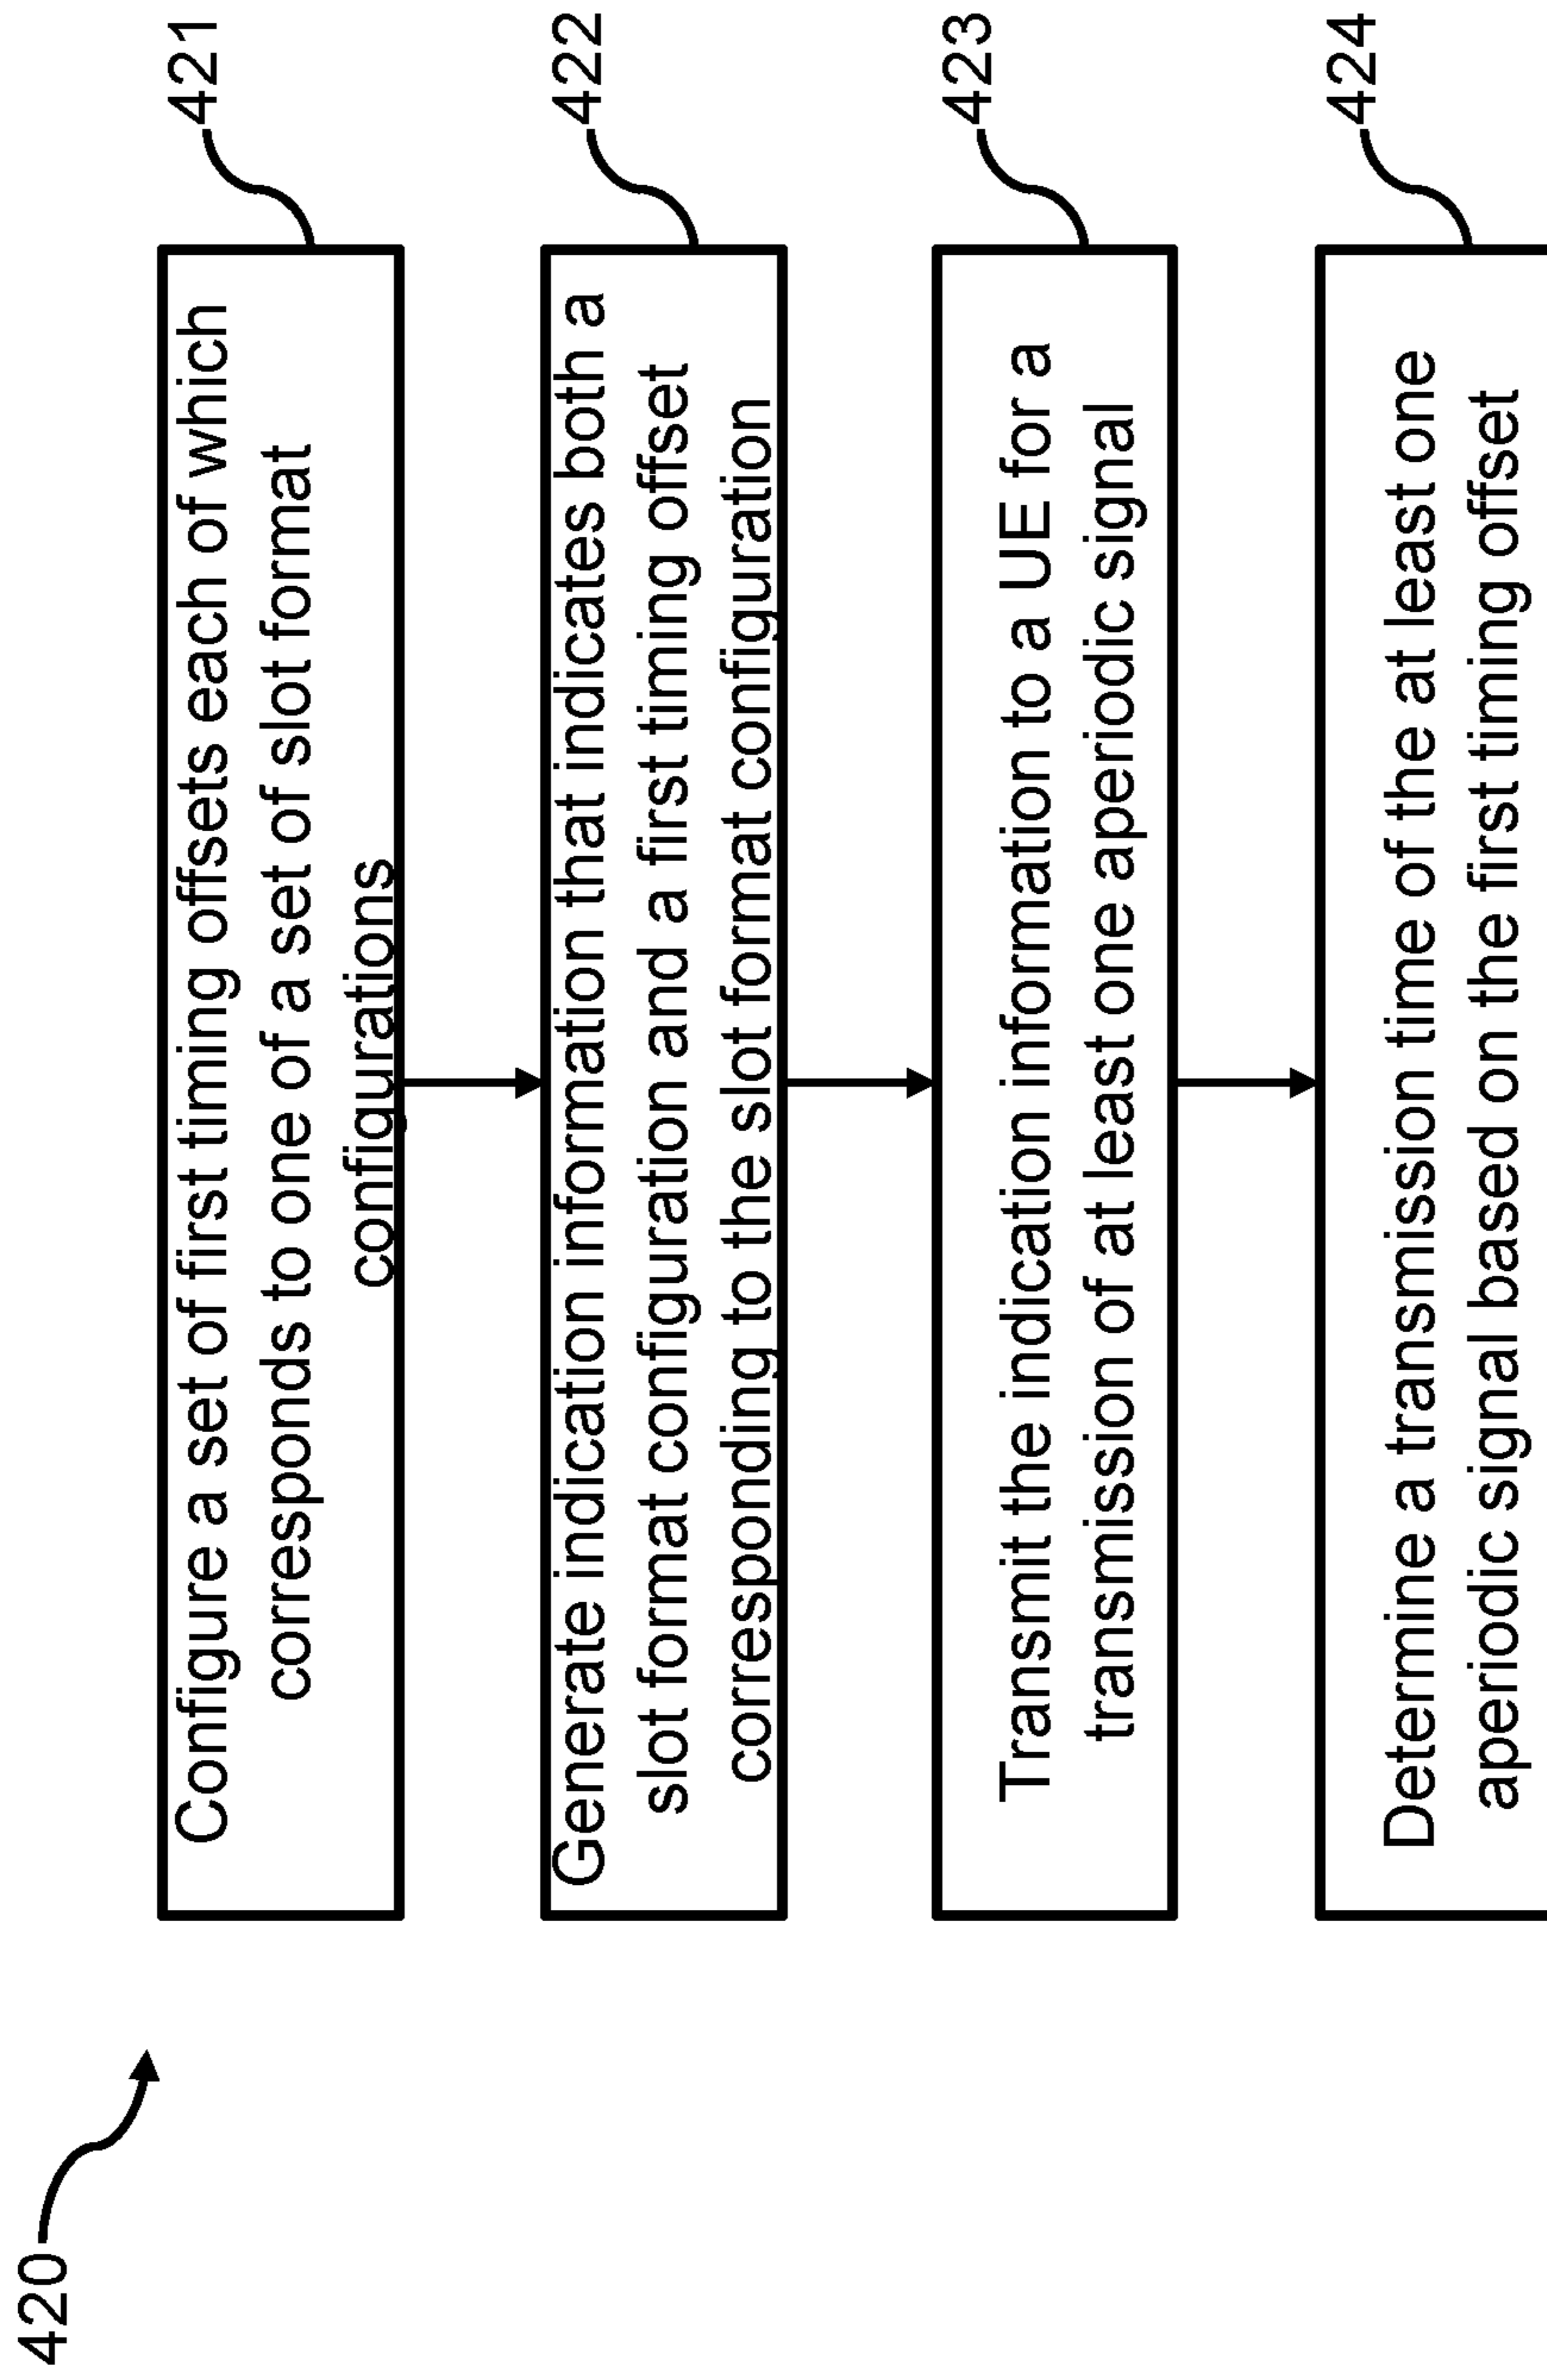 420
421
Configure a set of first timing offsets each of which
corresponds to one of a set of slot format
configurations
422
Generate indication information that indicates both a
slot format configuration and a first timing offset
corresponding to the slot format configuration
423
Transmit the indication information to a UE for a
transmission of at least one aperiodic signal
424
Determine a transmission time of the at least one
aperiodic signal based on the first timing offset